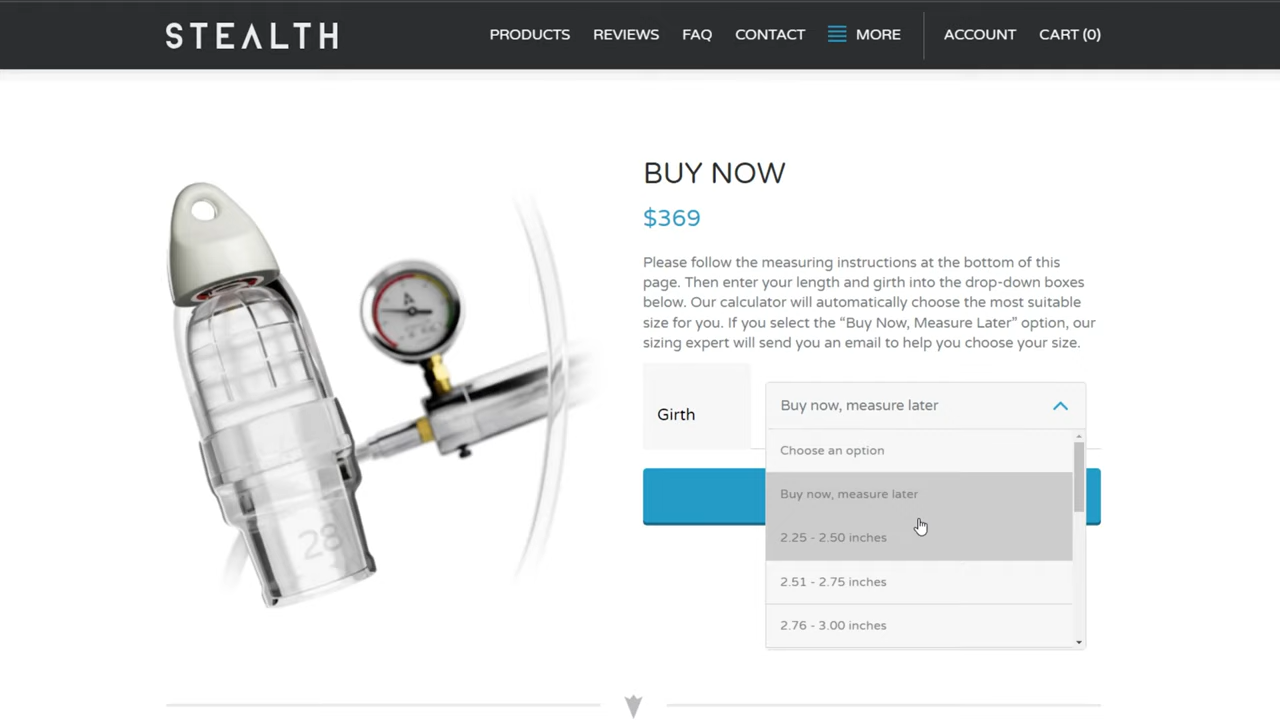 STEALTH
PRODUCTS REVIEWS FAQ CONTACT MORE ACCOUNT CART (0)
BUY NOW
$369
Please follow the measuring instructions at the bottom of this
page. Then enter your length and girth into the drop-down boxes
below. Our calculator will automatically choose the most suitable
size for you. If you select the “Buy Now, Measure Later” option, our
sizing expert will send you an email to help you choose your size.
Girth
Buy now, measure later
Choose an option
Buy now, measure later
2.25 - 2.50 inches
2.51 - 2.75 inches
2.76 - 3.00 inches
28